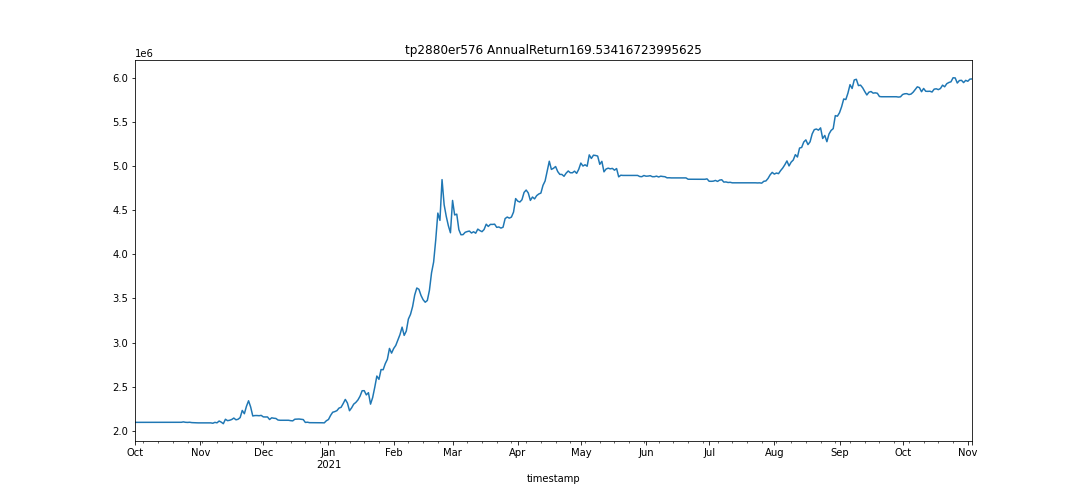 tp2880er576 AnnualReturn169.53416723995625
1e6
6.0
5.5
5.0
4.5
4.0
3.5
3.0
2.5
2.0
Oct Nov Dec Jan Feb Mar Apr May Jun Jul Aug Sep Oct Nov
2021
timestamp